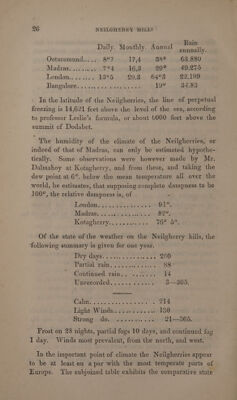 26 NEILGHERRY HILLS
Daily. Monthly. Annual Rain annually.
Ootacamund.... 8°7 17,4 38° 63.880
Madras......... 7°4 16,3 29° 49.275
London........ 13°5 29.3 64°3 22.199
Bangalore................... 19° 34.83
In the latitude of the Neilgherries, the line of perpetual
freezing is 14,621 feet above the level of the sea, according
to professor Leslie's formula, or about 6000 feet above the
summit of Dodabet.
The humidity of the climate of the Neilgherries, or
indeed of that of Madras, can only be estimated hypothe-
tically. Some observations were however made by Mr.
Dalmahoy at Kotagherry, and from these, and taking the
dew point at 6°. below the mean temperature all over the
world, he estimates, that supposing complete dampness to be
100°, the relative dampness is, of
London............... 91°.
Madras............... 82°.
Kotagherry............ 76° 5°.
Of the state of the weather on the Neilgherry hills, the
following summary is given for one year.
Dry days................ 260
Partial rain.............. 88
Continued rain........... 14
Unrecorded.............. 3—365.
Calm................... 214
Light Winds............. 130
Strong do. ............ 21—365.
Frost on 28 nights, partial fogs 10 days, and continued fog
1 day. Winds most prevalent, from the north, and west.
In the important point of climate the Neilgherries appear
to be at least on a par with the most temperate parts of
Europe. The subjoined table exhibits the comparative state